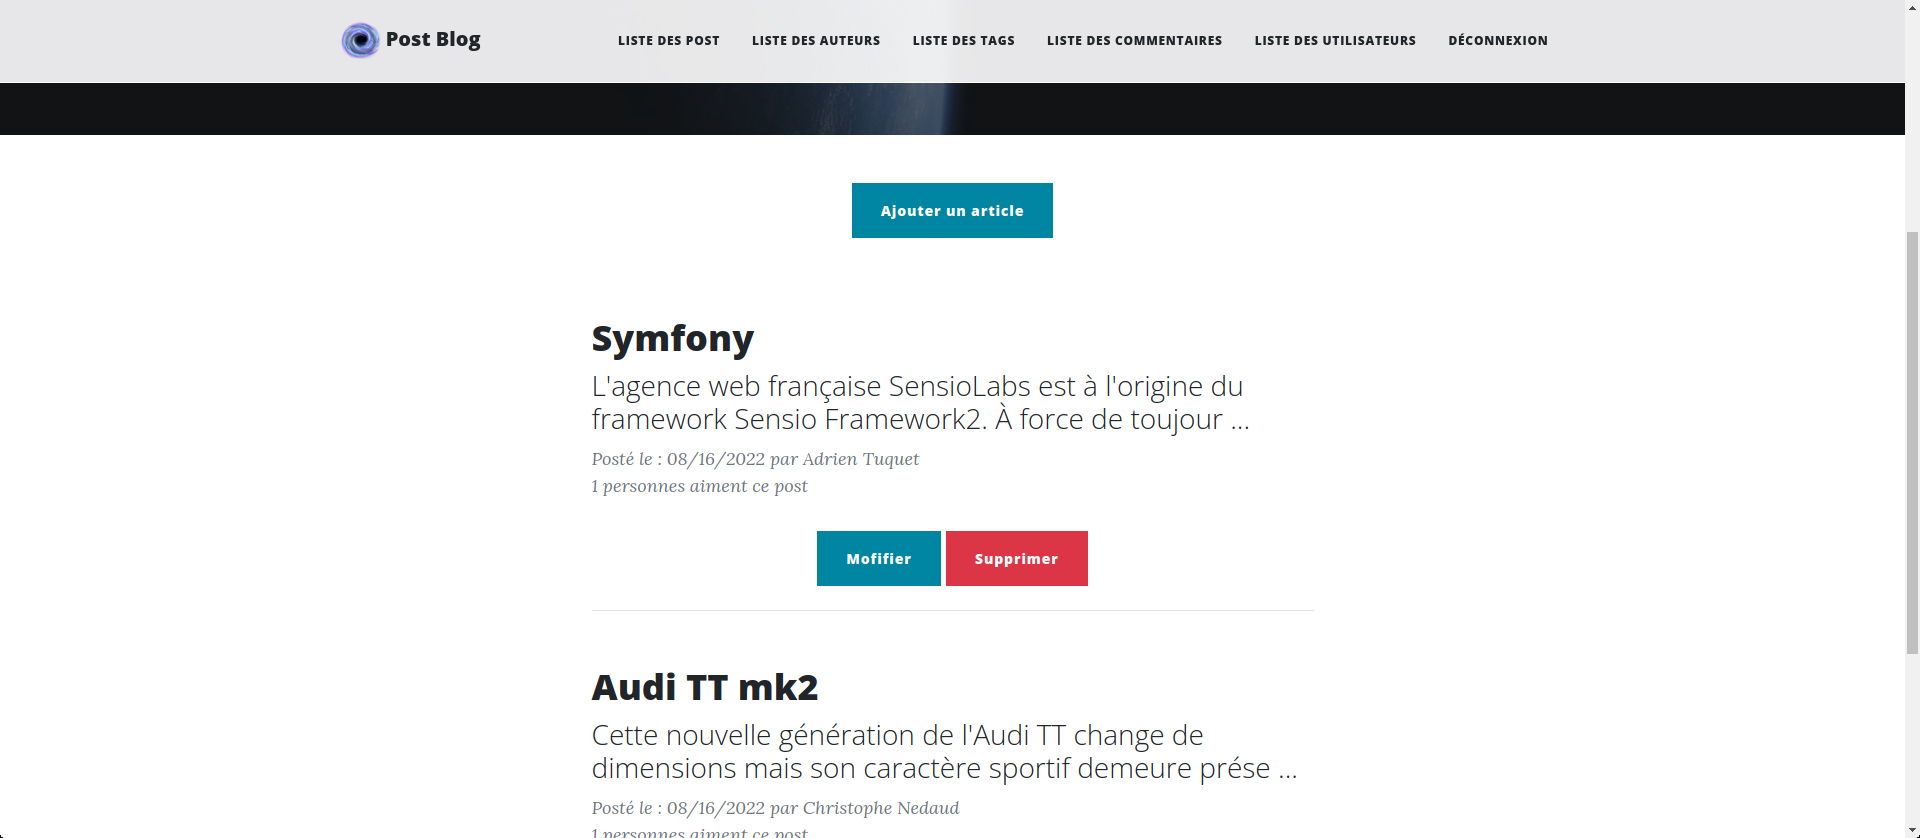 Post Blog
LISTE DES POST
LISTE DES AUTEURS
LISTE DES TAGS
LISTE DES COMMENTAIRES
LISTE DES UTILISATEURS
DÉCONNEXION
Ajouter un article
Symfony
L'agence web française SensioLabs est à l'origine du
framework Sensio Framework2. À force de toujour ...
Posté le : 08/16/2022 par Adrien Tuquet
1 personnes aiment ce post
Mofifier
Supprimer
Audi TT mk2
Cette nouvelle génération de l'Audi TT change de
dimensions mais son caractère sportif demeure prése ...
Posté le : 08/16/2022 par Christophe Nedaud
1 personnes aiment ce post